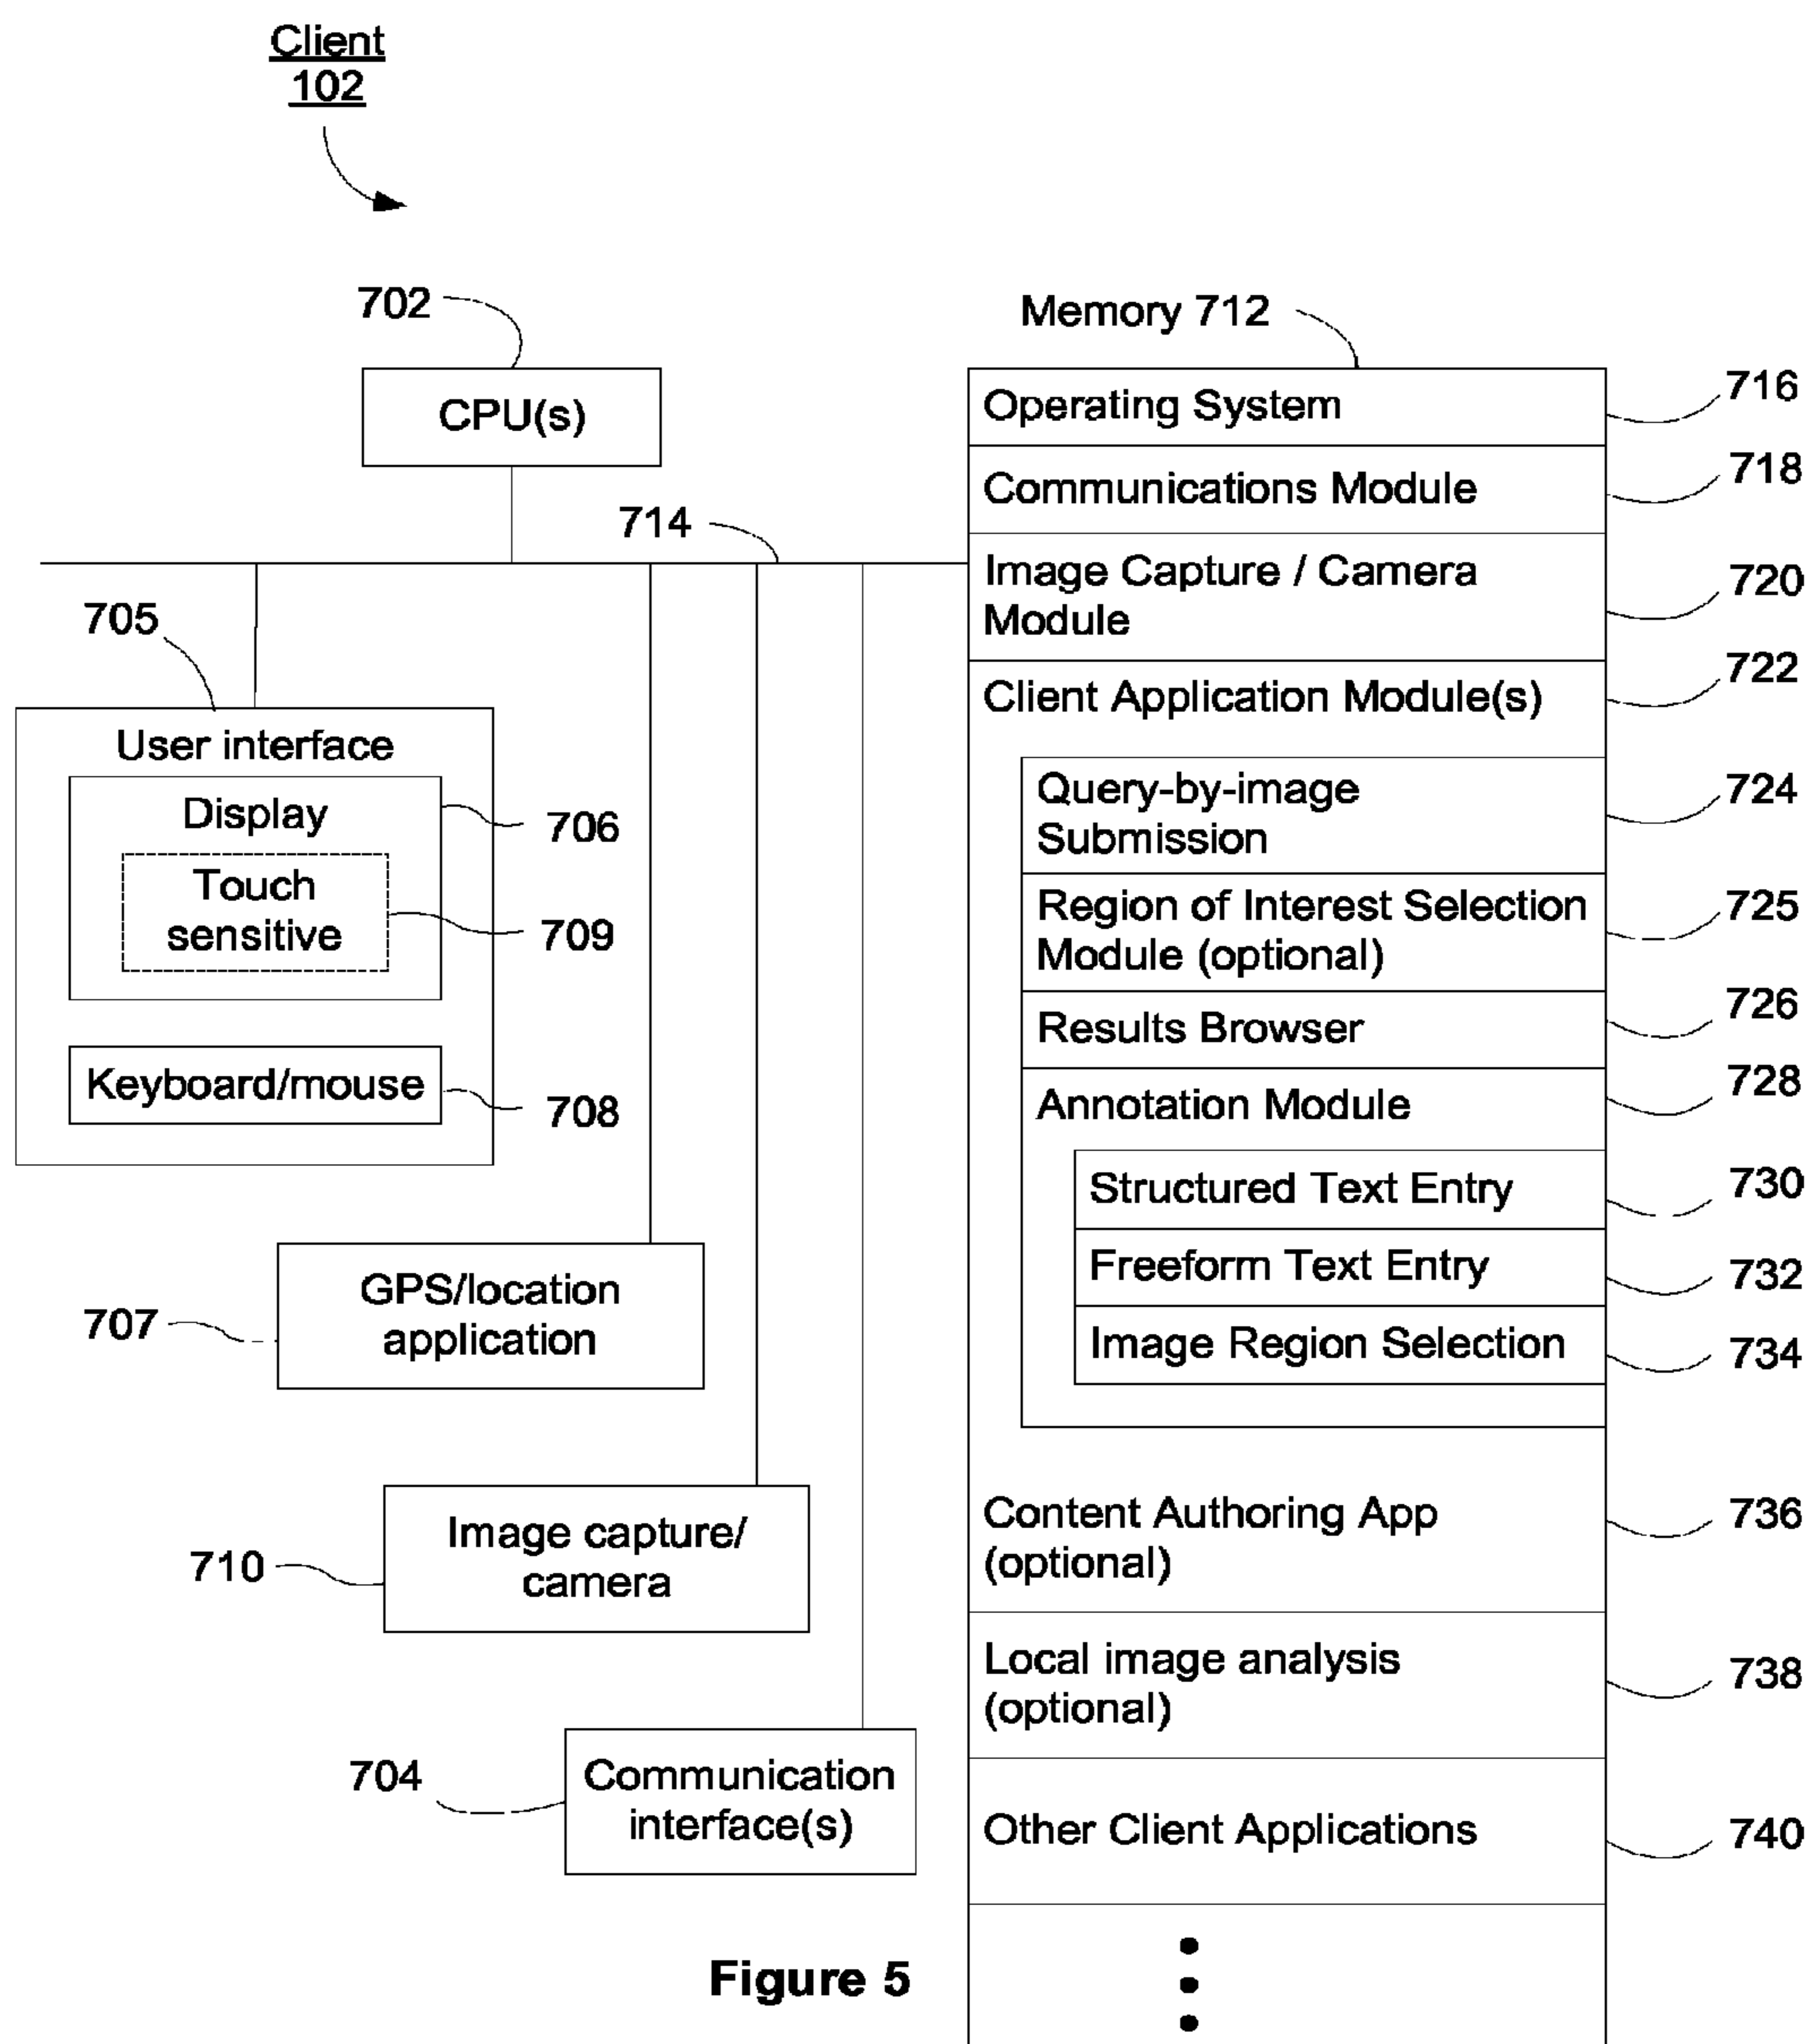 Client
102
702
CPU(s)
714
705
User interface
Display
706
Touch
sensitive
709
Keyboard/mouse
708
GPS/location
application
707
Image capture/
camera
710
Communication
interface(s)
704
Memory 712
Operating System
716
Communications Module
718
Image Capture / Camera
Module
720
Client Application Module(s)
722
Query-by-image
Submission
724
Region of Interest Selection
Module (optional)
725
Results Browser
726
Annotation Module
728
Structured Text Entry
730
Freeform Text Entry
732
Image Region Selection
734
Content Authoring App
(optional)
736
Local image analysis
(optional)
738
Other Client Applications
740
Figure 5